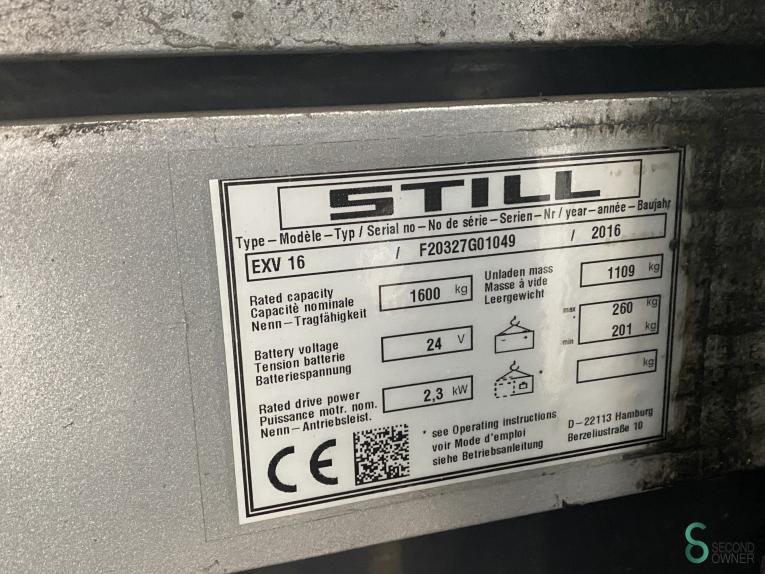 STILL
Type – Modèle – Typ / Serial no – No de série – Serien – Nr / year – année – Baujahr
EXV 16 / F20327G01049 / 2016
Rated capacity
Capacitè nominale
Nenn – Tragfähigkeit
1600 kg
Unladen mass
Masse à vide
Leergewicht
1109 kg
Battery voltage
Tension batterie
Batteriespannung
24 V
max 260 kg
min 201 kg
Rated drive power
Puissance motr. nom.
Nenn – Antriebsleist.
2,3 kW
* kg
CE
* see Operating instructions
voir Mode d'emploi
siehe Betriebsanleitung
D – 22113 Hamburg
Berzeliusstraße 10
SECOND
OWNER